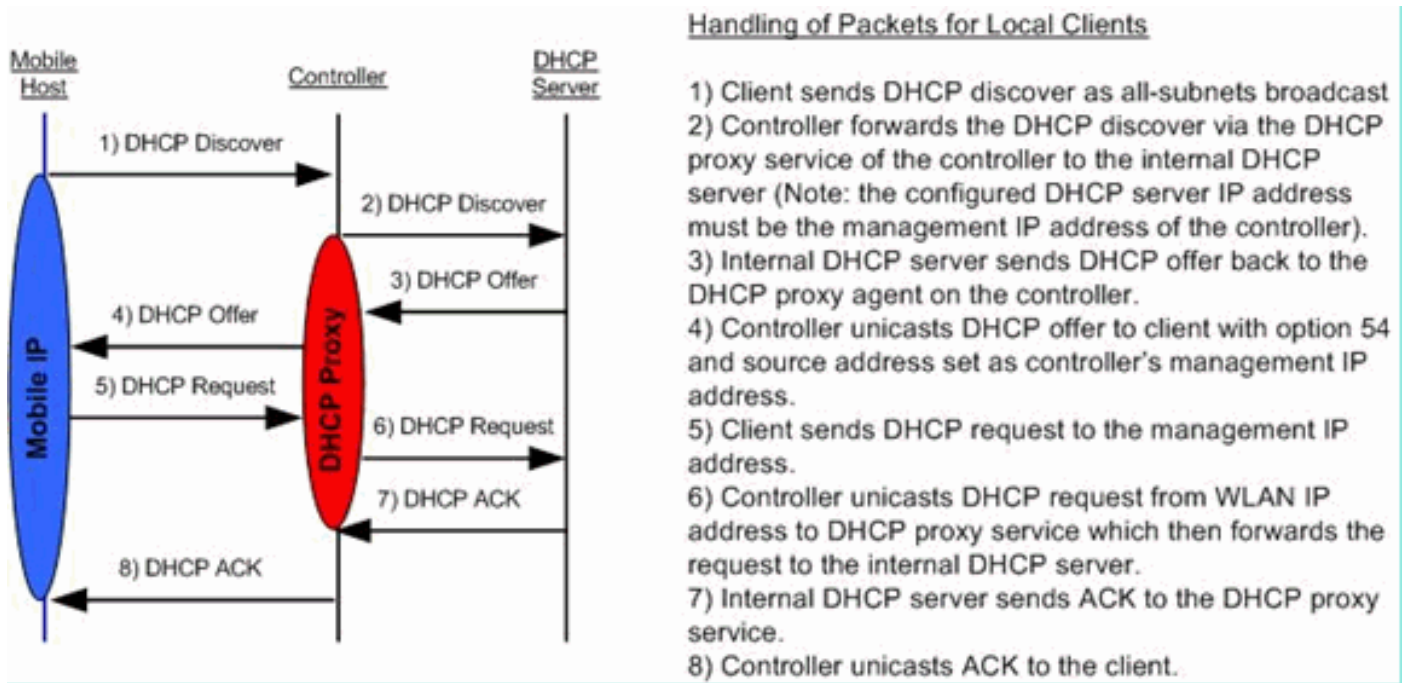 Mobile
Host
Controller
DHCP
Server
1) DHCP Discover
2) DHCP Discover
3) DHCP Offer
4) DHCP Offer
5) DHCP Request
6) DHCP Request
7) DHCP ACK
8) DHCP ACK
Mobile IP
DHCP Proxy
Handling of Packets for Local Clients
1) Client sends DHCP discover as all-subnets broadcast
2) Controller forwards the DHCP discover via the DHCP
proxy service of the controller to the internal DHCP
server (Note: the configured DHCP server IP address
must be the management IP address of the controller).
3) Internal DHCP server sends DHCP offer back to the
DHCP proxy agent on the controller.
4) Controller unicasts DHCP offer to client with option 54
and source address set as controller's management IP
address.
5) Client sends DHCP request to the management IP
address.
6) Controller unicasts DHCP request from WLAN IP
address to DHCP proxy service which then forwards the
request to the internal DHCP server.
7) Internal DHCP server sends ACK to the DHCP proxy
service.
8) Controller unicasts ACK to the client.